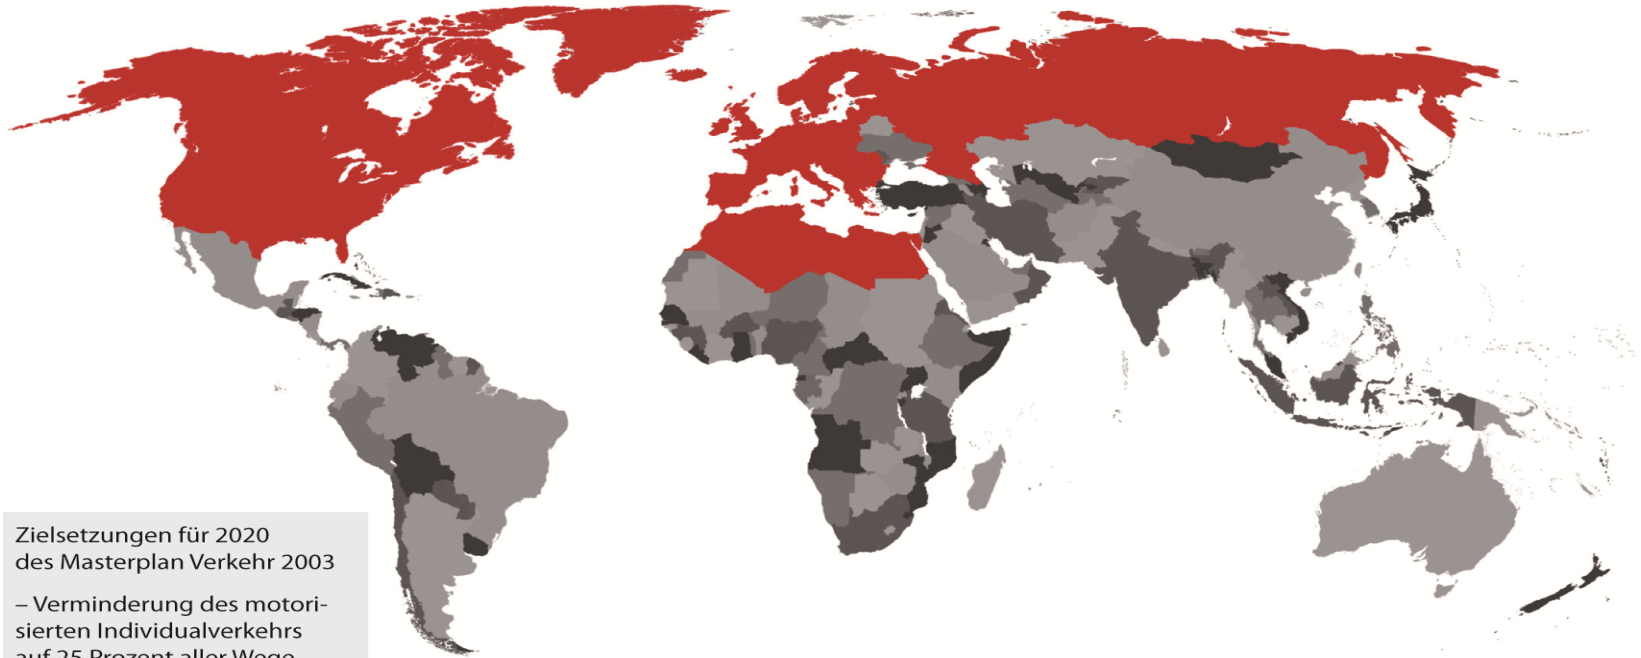 Zielsetzungen für 2020
des Masterplan Verkehr 2003
– Verminderung des motori-
sierten Individualverkehrs
auf 25 Prozent aller Wege